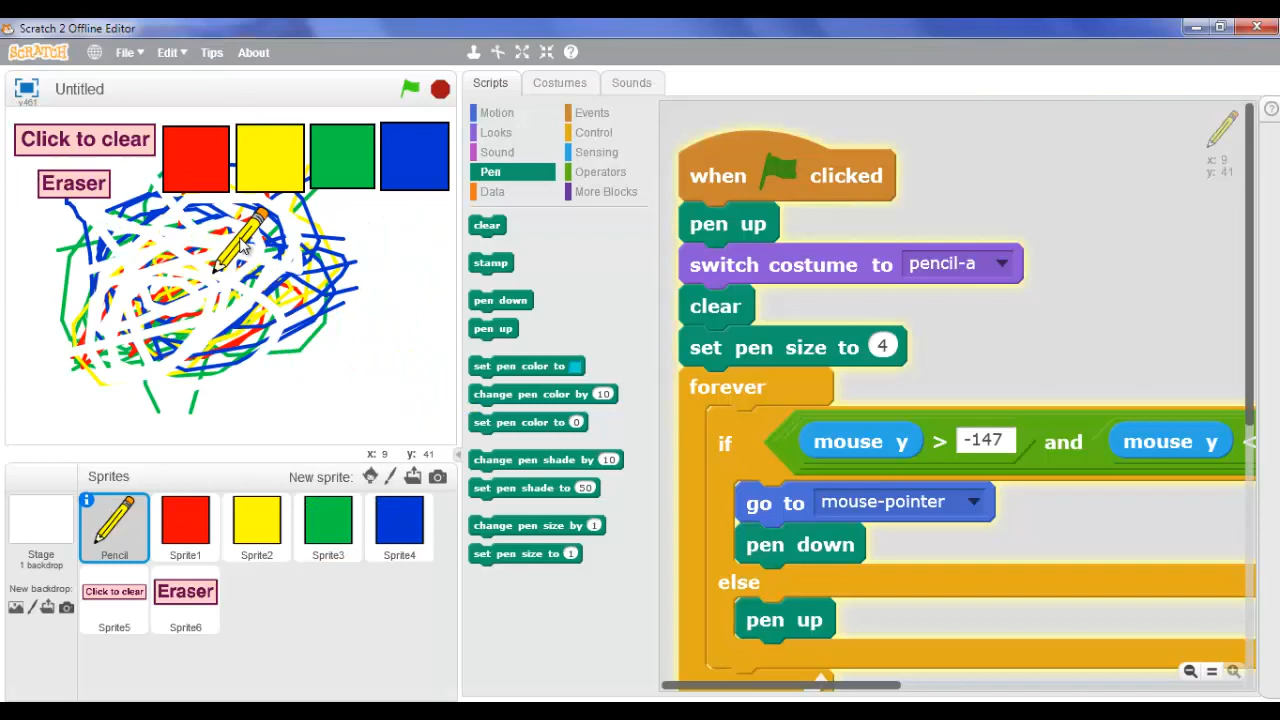 Scratch 2 Offline Editor
SCRATCH
File
Edit
Tips
About
v461
Untitled
Click to clear
Eraser
x: 9 y: 41
Sprites
New sprite:
Stage
1 backdrop
New backdrop:
Pencil
Sprite1
Sprite2
Sprite3
Sprite4
Click to clear
Sprite5
Eraser
Sprite6
Scripts
Costumes
Sounds
Motion
Looks
Sound
Pen
Data
Events
Control
Sensing
Operators
More Blocks
clear
stamp
pen down
pen up
set pen color to
change pen color by 10
set pen color to 0
change pen shade by 10
set pen shade to 50
change pen size by 1
set pen size to 1
x: 9
y: 41
when clicked
pen up
switch costume to pencil-a
clear
set pen size to 4
forever
if mouse y > -147 and mouse y <
go to mouse-pointer
pen down
else
pen up